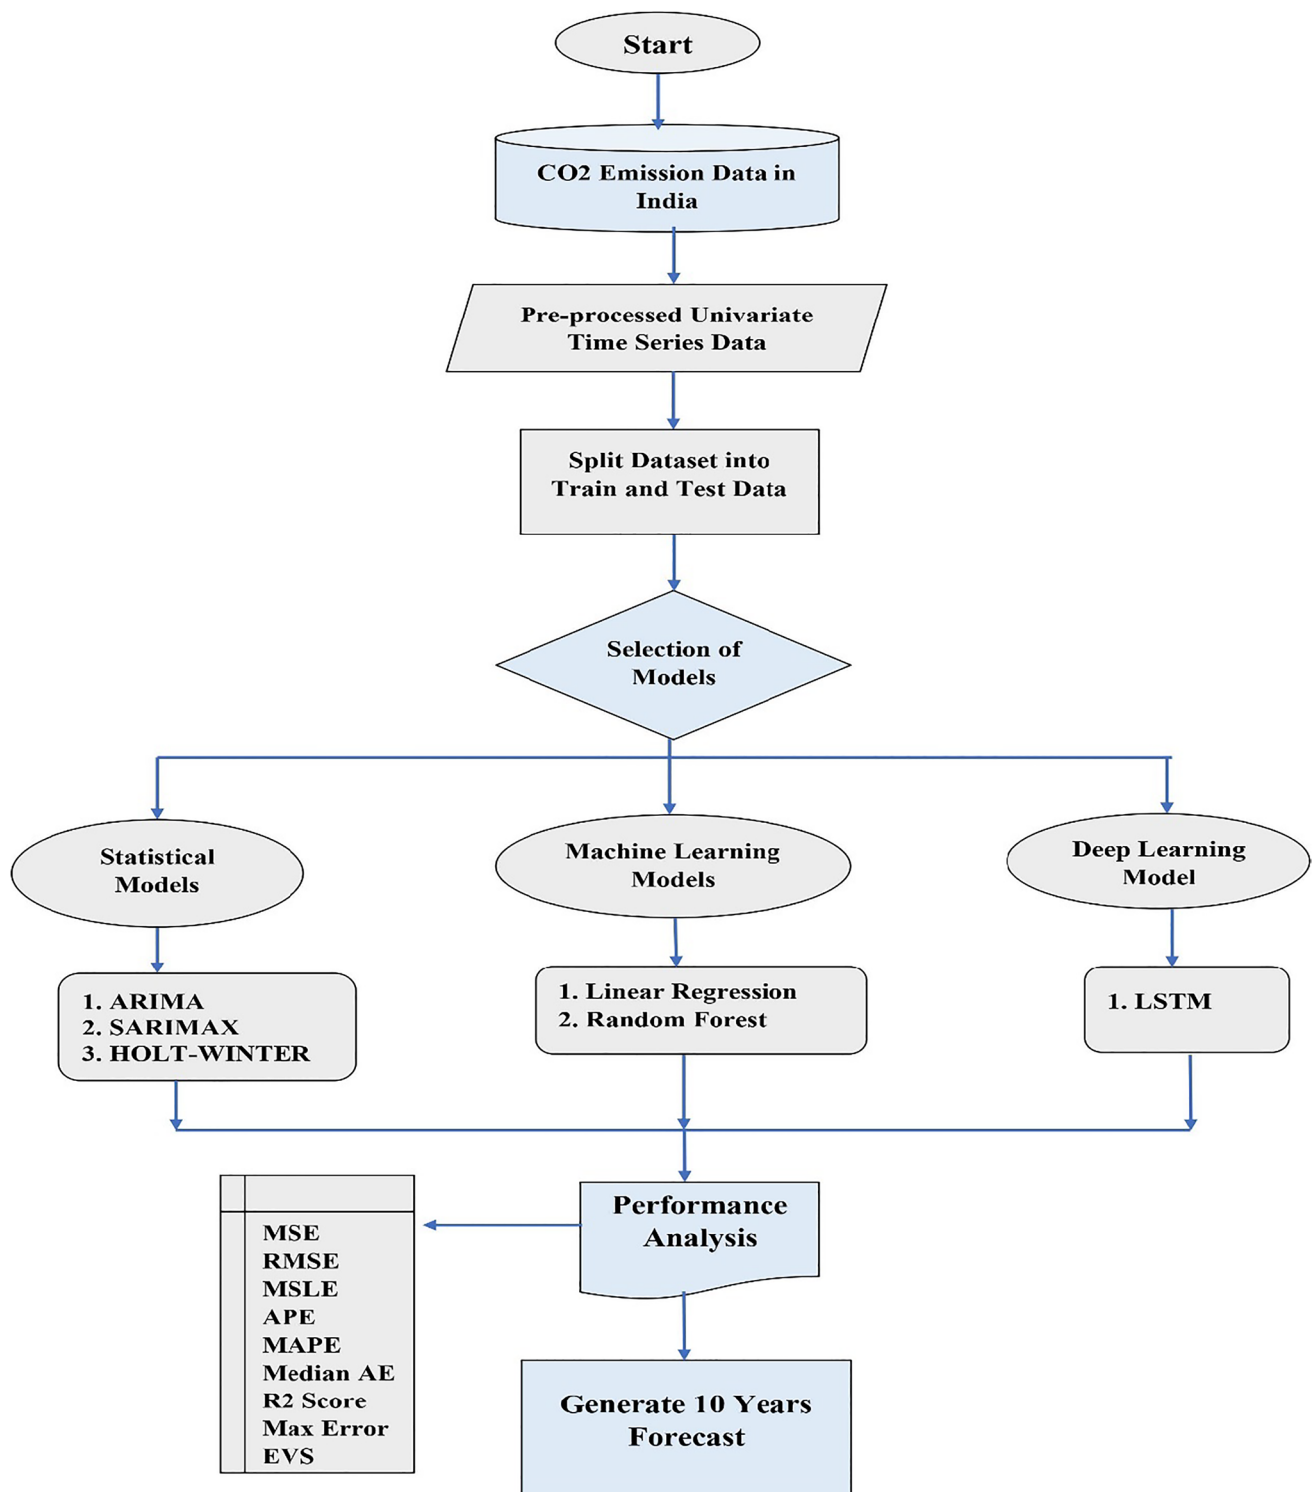 Start
CO2 Emission Data in
India
Pre-processed Univariate
Time Series Data
Split Dataset into
Train and Test Data
Selection of
Models
Statistical
Models
Machine Learning
Models
Deep Learning
Model
1. ARIMA
2. SARIMAX
3. HOLT-WINTER
1. Linear Regression
2. Random Forest
1. LSTM
Performance
Analysis
MSE
RMSE
MSLE
APE
MAPE
Median AE
R2 Score
Max Error
EVS
Generate 10 Years
Forecast